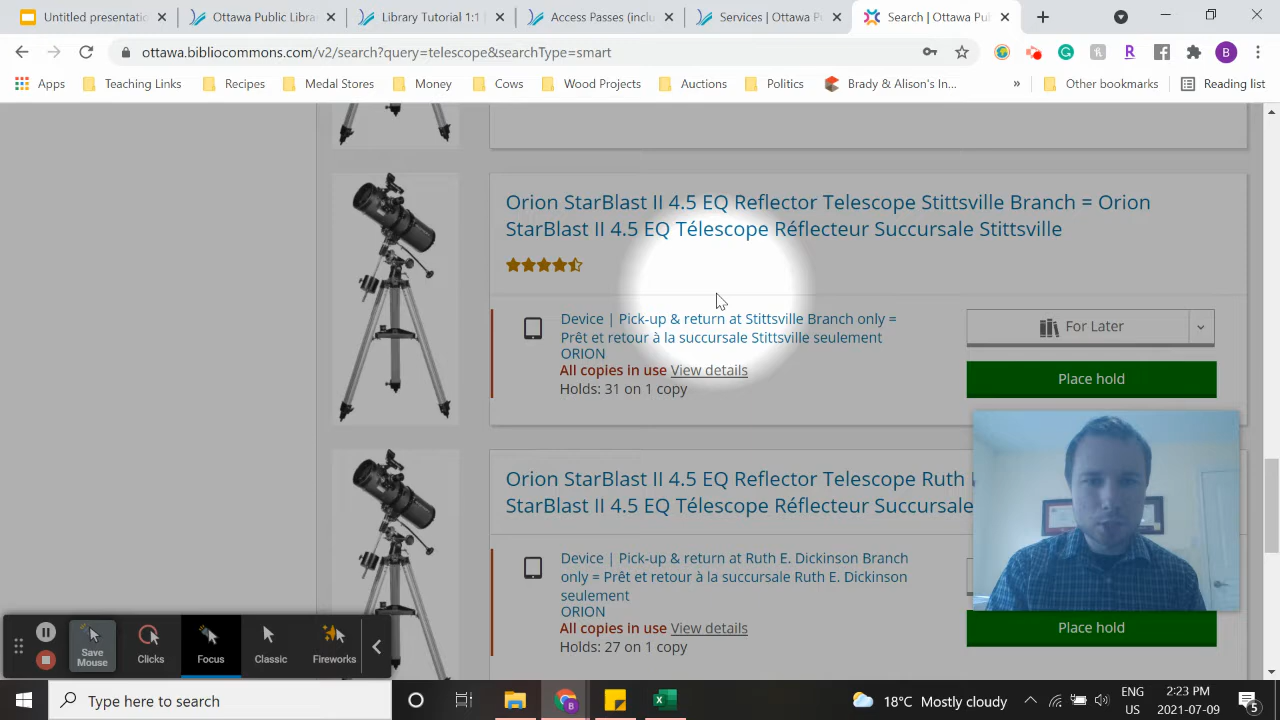 Untitled presentatio
Ottawa Public Libra
Library Tutorial 1:1
Access Passes (inclu
Services | Ottawa P
Search | Ottawa Pu
ottawa.bibliocommons.com/v2/search?query=telescope&searchType=smart
B
Apps
Teaching Links
Recipes
Medal Stores
Money
Cows
Wood Projects
Auctions
Politics
Brady & Alison's In...
»
Other bookmarks
Reading list
Orion StarBlast II 4.5 EQ Reflector Telescope Stittsville Branch = Orion
StarBlast II 4.5 EQ Télescope Réflecteur Succursale Stittsville
Device | Pick-up & return at Stittsville Branch only =
Prêt et retour à la succursale Stittsville seulement
ORION
All copies in use View details
Holds: 31 on 1 copy
For Later
Place hold
Orion StarBlast II 4.5 EQ Reflector Telescope Ruth
StarBlast II 4.5 EQ Télescope Réflecteur Succursale
Device | Pick-up & return at Ruth E. Dickinson Branch
only = Prêt et retour à la succursale Ruth E. Dickinson
seulement
ORION
All copies in use View details
Holds: 27 on 1 copy
Place hold
Save
Mouse
Clicks
Focus
Classic
Fireworks
Type here to search
18°C Mostly cloudy
ENG
US
2:23 PM
2021-07-09
5